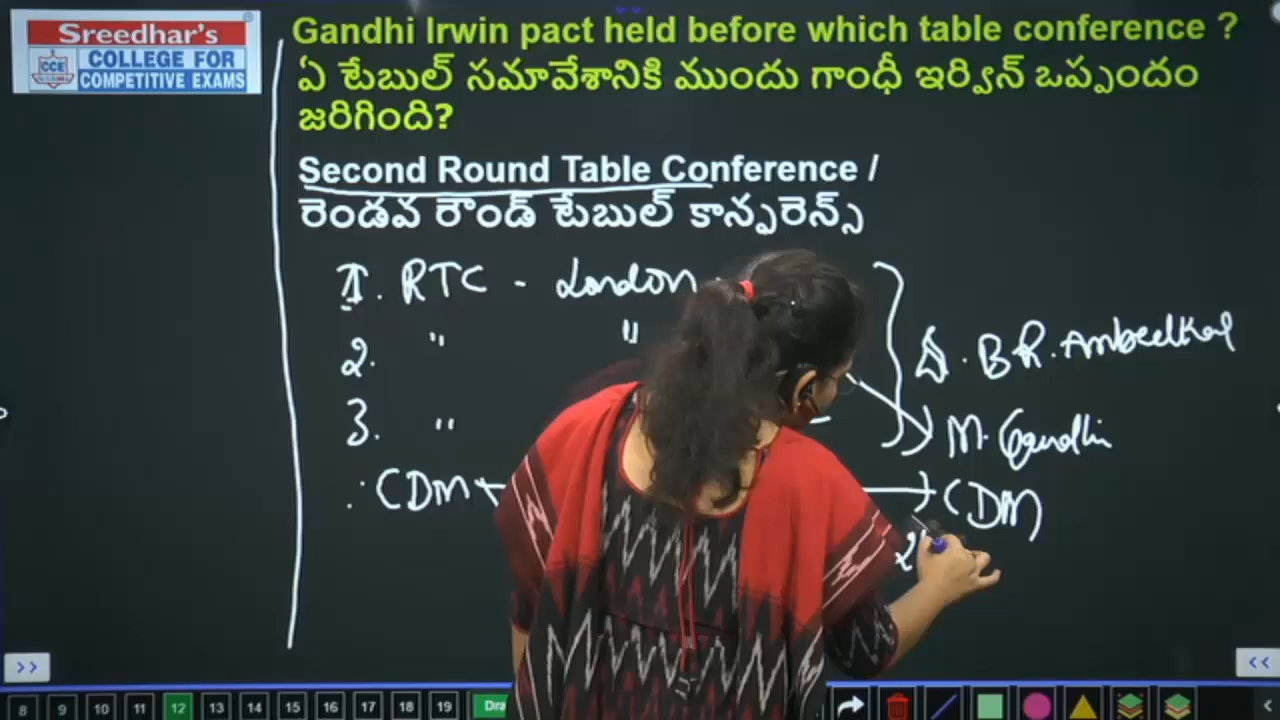 Sreedhar's
CCE
COLLEGE FOR
COMPETITIVE EXAMS
Gandhi Irwin pact held before which table conference ?
ఏ టేబుల్ సమావేశానికి ముందు గాంధీ ఇర్విన్ ఒప్పందం
జరిగింది?
Second Round Table Conference /
రెండవ రౌండ్ టేబుల్ కాన్ఫరెన్స్
1. RTC - London
2. " "
3. "
CDM
B R. Ambedkar
M. Gandhi
CDM
>>
<<
8 9 10 11 12 13 14 15 16 17 18 19 Dra